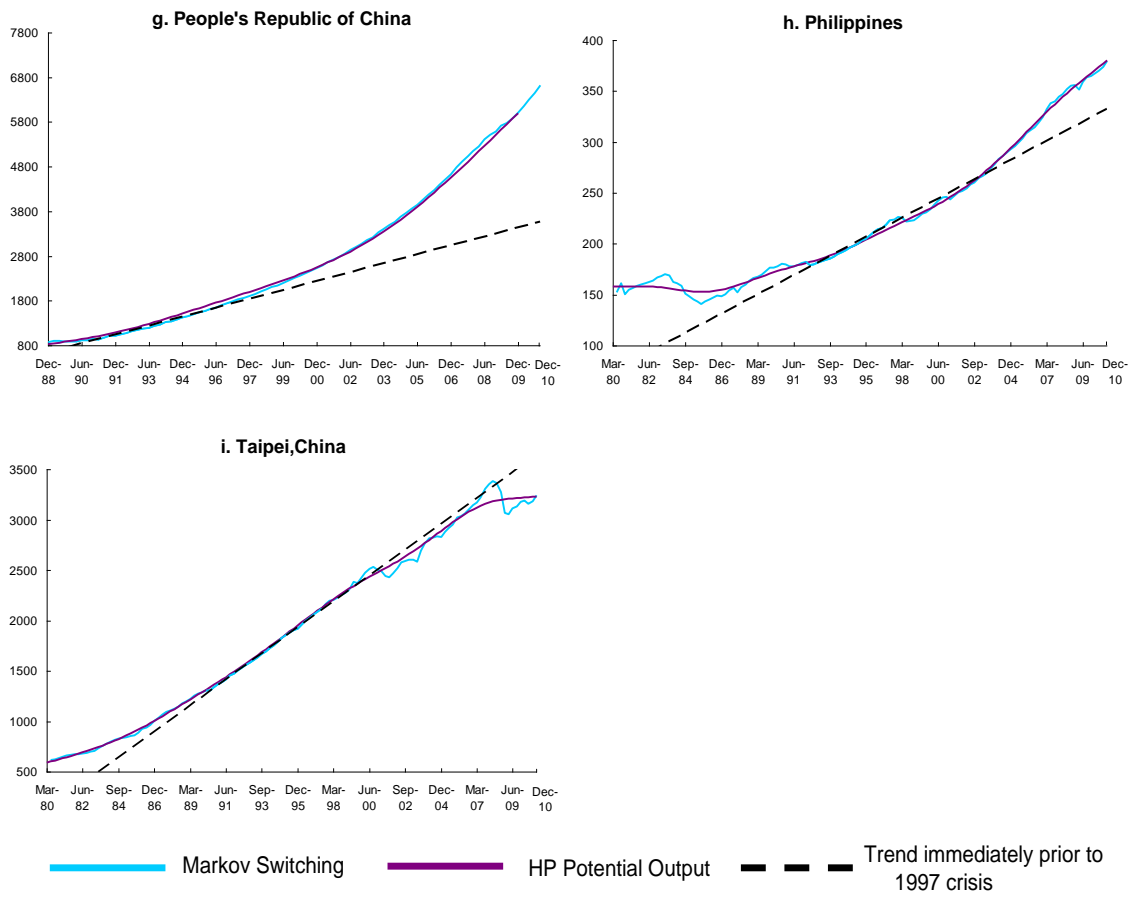 g. People's Republic of China
7800
6800
5800
4800
3800
2800
1800
800
Dec- Jun- Dec- Jun- Dec- Jun- Dec- Jun- Dec- Jun- Dec- Jun- Dec- Jun- Dec- Dec-
88 90 91 93 94 96 97 99 00 02 03 05 06 08 09 10
h. Philippines
400
350
300
250
200
150
100
Mar- Jun- Sep- Dec- Mar- Jun- Sep- Dec- Mar- Jun- Sep- Dec- Mar- Jun- Dec-
80 82 84 86 89 91 93 95 98 00 02 04 07 09 10
i. Taipei,China
3500
3000
2500
2000
1500
1000
500
Mar- Jun- Sep- Dec- Mar- Jun- Sep- Dec- Mar- Jun- Sep- Dec- Mar- Jun- Dec-
80 82 84 86 89 91 93 95 98 00 02 04 07 09 10
Markov Switching
HP Potential Output
Trend immediately prior to
1997 crisis